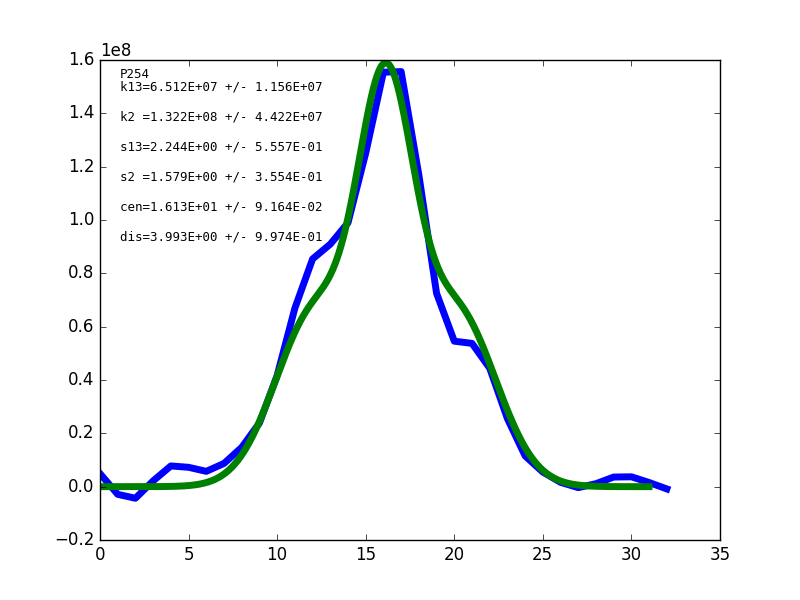 1e8
P254
k13=6.512E+07 +/- 1.156E+07
k2 =1.322E+08 +/- 4.422E+07
s13=2.244E+00 +/- 5.557E-01
s2 =1.579E+00 +/- 3.554E-01
cen=1.613E+01 +/- 9.164E-02
dis=3.993E+00 +/- 9.974E-01
1.6
1.4
1.2
1.0
0.8
0.6
0.4
0.2
0.0
−0.2
0 5 10 15 20 25 30 35